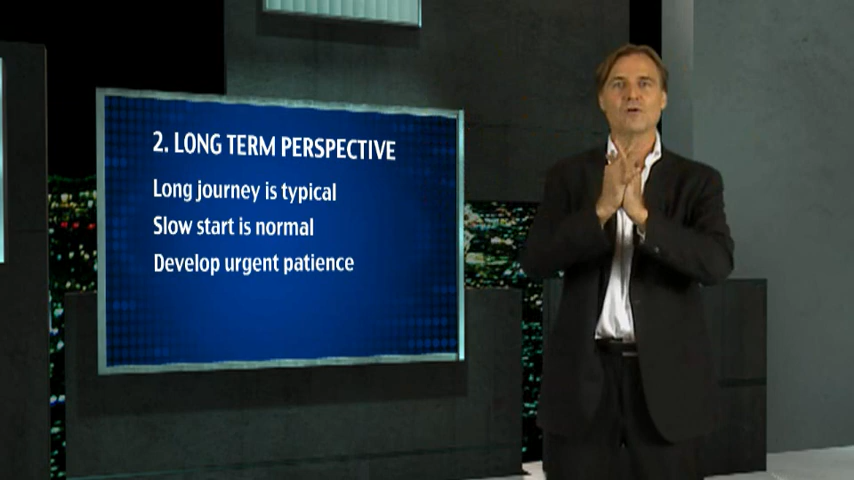 2. LONG TERM PERSPECTIVE
Long journey is typical
Slow start is normal
Develop urgent patience